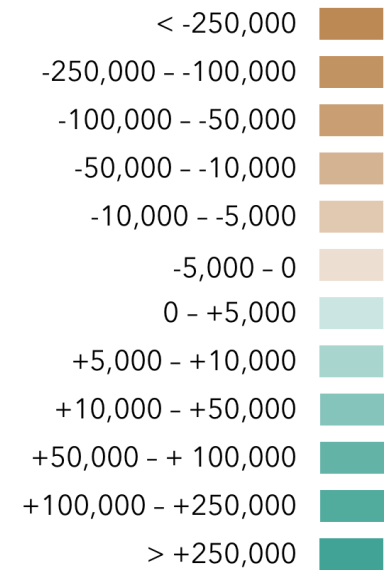 < -250,000
-250,000 – -100,000
-100,000 – -50,000
-50,000 – -10,000
-10,000 – -5,000
-5,000 – 0
0 – +5,000
+5,000 – +10,000
+10,000 – +50,000
+50,000 – + 100,000
+100,000 – +250,000
> +250,000